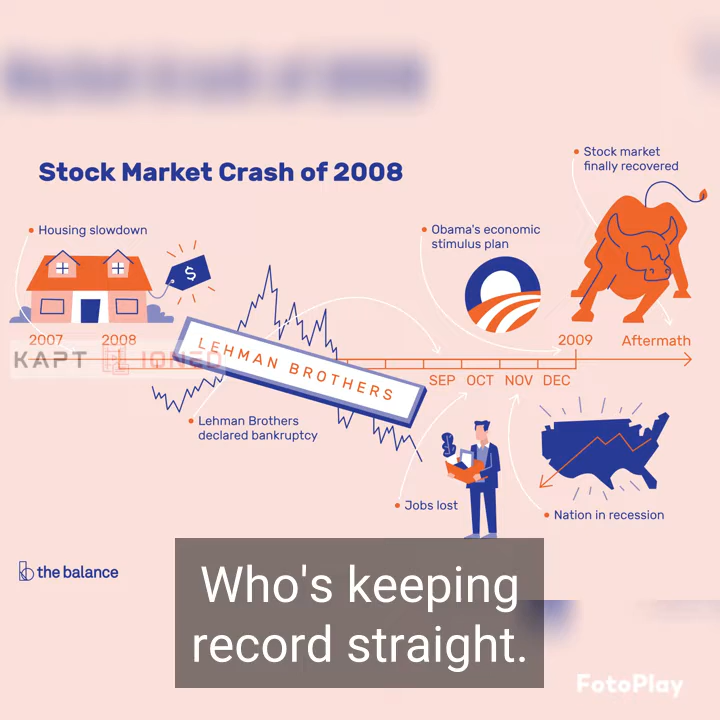 Stock Market Crash of 2008
Stock market
finally recovered
Housing slowdown
Obama's economic
stimulus plan
$
2007
2008
2009
Aftermath
LEHMAN BROTHERS
SEP
OCT
NOV
DEC
Lehman Brothers
declared bankruptcy
Jobs lost
Nation in recession
the balance
Who's keeping
record straight.
FotoPlay